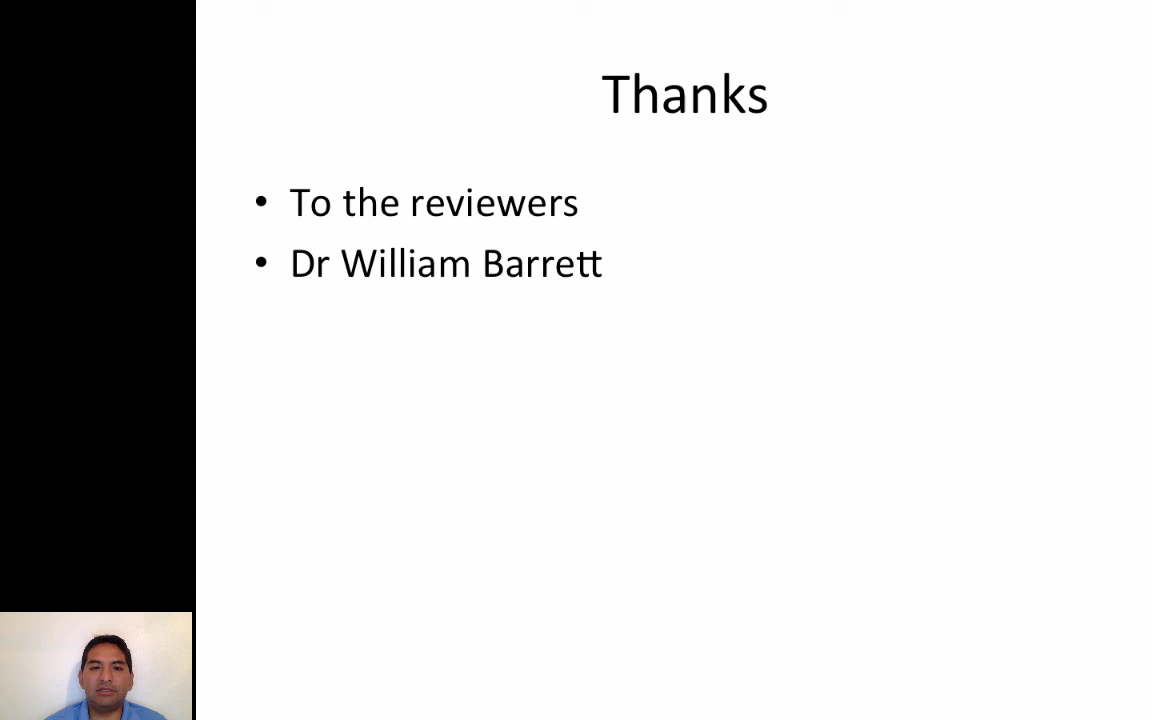 Thanks
• To the reviewers
• Dr William Barrett